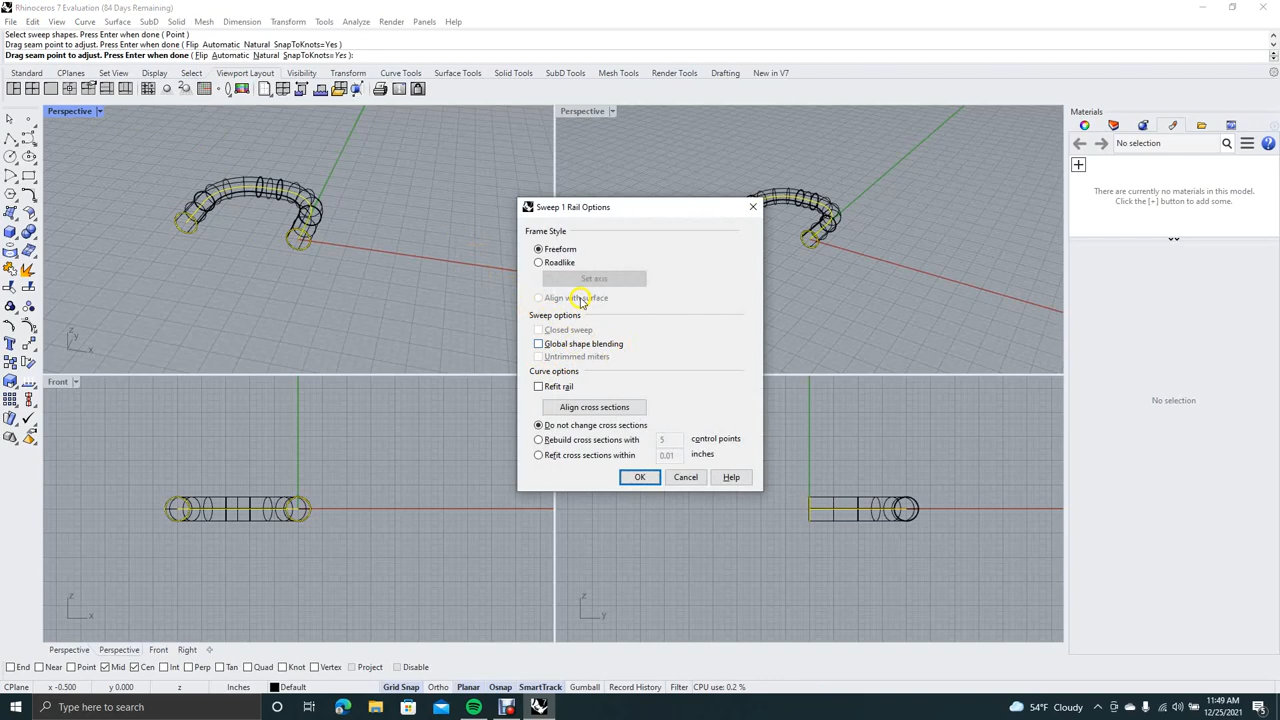 Rhinoceros 7 Evaluation (84 Days Remaining)
File Edit View Curve Surface SubD Solid Mesh Dimension Transform Tools Analyze Render Panels Help
Select sweep shapes. Press Enter when done ( Point )
Drag seam point to adjust. Press Enter when done ( Flip Automatic Natural SnapToKnots=Yes )
Drag seam point to adjust. Press Enter when done ( Flip Automatic Natural SnapToKnots=Yes ):
Standard CPlanes Set View Display Select Viewport Layout Visibility Transform Curve Tools Surface Tools Solid Tools SubD Tools Mesh Tools Render Tools Drafting New in V7
Perspective
Perspective
Materials
No selection
There are currently no materials in this model.
Click the [+] button to add some.
Sweep 1 Rail Options
Frame Style
Freeform
Roadlike
Set axis
Align with surface
Sweep options
Closed sweep
Global shape blending
Untrimmed miters
Curve options
Refit rail
Align cross sections
Do not change cross sections
Rebuild cross sections with 5 control points
Refit cross sections within 0.01 inches
OK Cancel Help
z y x
Front
No selection
z x
z y
Perspective Perspective Front Right
End Near Point Mid Cen Int Perp Tan Quad Knot Vertex Project Disable
CPlane x -0.500 y 0.000 z Inches Default Grid Snap Ortho Planar Osnap SmartTrack Gumball Record History Filter CPU use: 0.2 %
Type here to search
54°F Cloudy
11:49 AM
12/25/2021